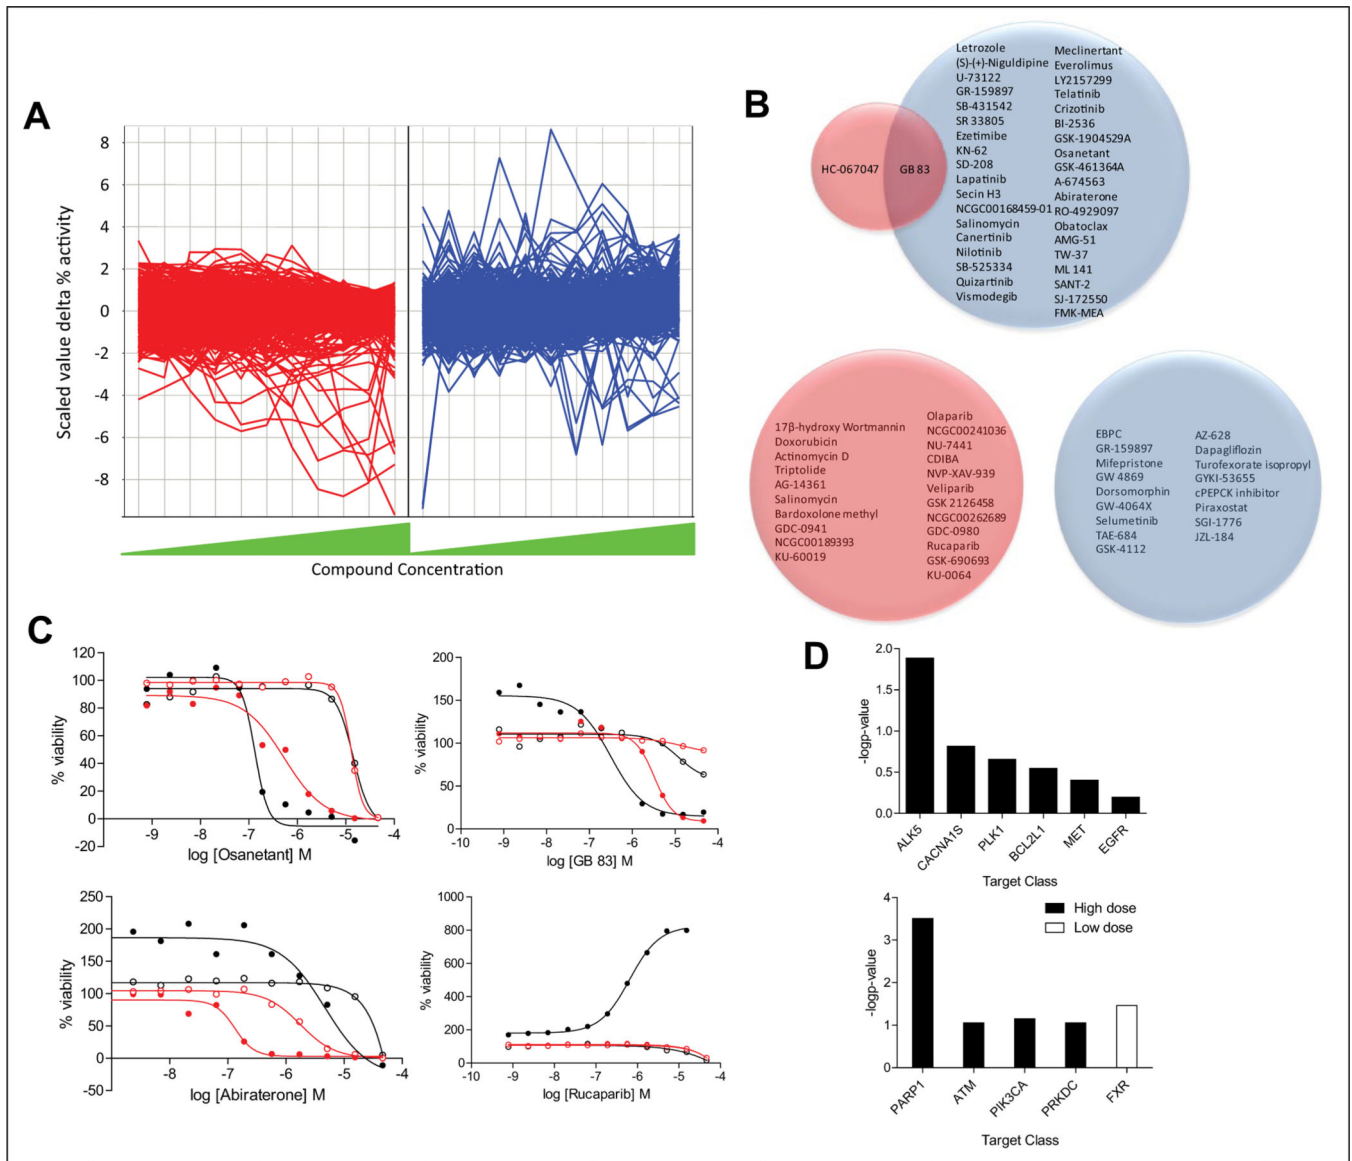 A
Scaled value delta % activity
8
6
4
2
0
-2
-4
-6
-8
Compound Concentration
B
HC-067047
GB 83
Letrozole
(S)-(+)-Niguldipine
U-73122
GR-159897
SB-431542
SR 33805
Ezetimibe
KN-62
SD-208
Lapatinib
Secin H3
NCGC00168459-01
Salinomycin
Canertinib
Nilotinib
SB-525334
Quizartinib
Vismodegib
Meclinertant
Everolimus
LY2157299
Telatinib
Crizotinib
BI-2536
GSK-1904529A
Osanetant
GSK-461364A
A-674563
Abiraterone
RO-4929097
Obatoclax
AMG-51
TW-37
ML 141
SANT-2
SJ-172550
FMK-MEA
17β-hydroxy Wortmannin
Doxorubicin
Actinomycin D
Triptolide
AG-14361
Salinomycin
Bardoxolone methyl
GDC-0941
NCGC00189393
KU-60019
Olaparib
NCGC00241036
NU-7441
CDIBA
NVP-XAV-939
Veliparib
GSK 2126458
NCGC00262689
GDC-0980
Rucaparib
GSK-690693
KU-0064
EBPC
GR-159897
Mifepristone
GW 4869
Dorsomorphin
GW-4064X
Selumetinib
TAE-684
GSK-4112
AZ-628
Dapagliflozin
Turofexorate isopropyl
GYKI-53655
cPEPCK inhibitor
Piraxostat
SGI-1776
JZL-184
C
% viability
120
100
80
60
40
20
0
-20
-9 -8 -7 -6 -5 -4
log [Osanetant] M
% viability
200
150
100
50
0
-10 -9 -8 -7 -6 -5 -4
log [GB 83] M
% viability
250
200
150
100
50
0
-50
-8 -7 -6 -5 -4
log [Abiraterone] M
% viability
1000
800
600
400
200
0
-10 -9 -8 -7 -6 -5 -4
log [Rucaparib] M
D
-logp-value
2.0
1.5
1.0
0.5
0.0
ALK5 CACNA1S PLK1 BCL2L1 MET EGFR
Target Class
-logp-value
4
3
2
1
0
High dose
Low dose
PARP1 ATM PIK3CA PRKDC FXR
Target Class